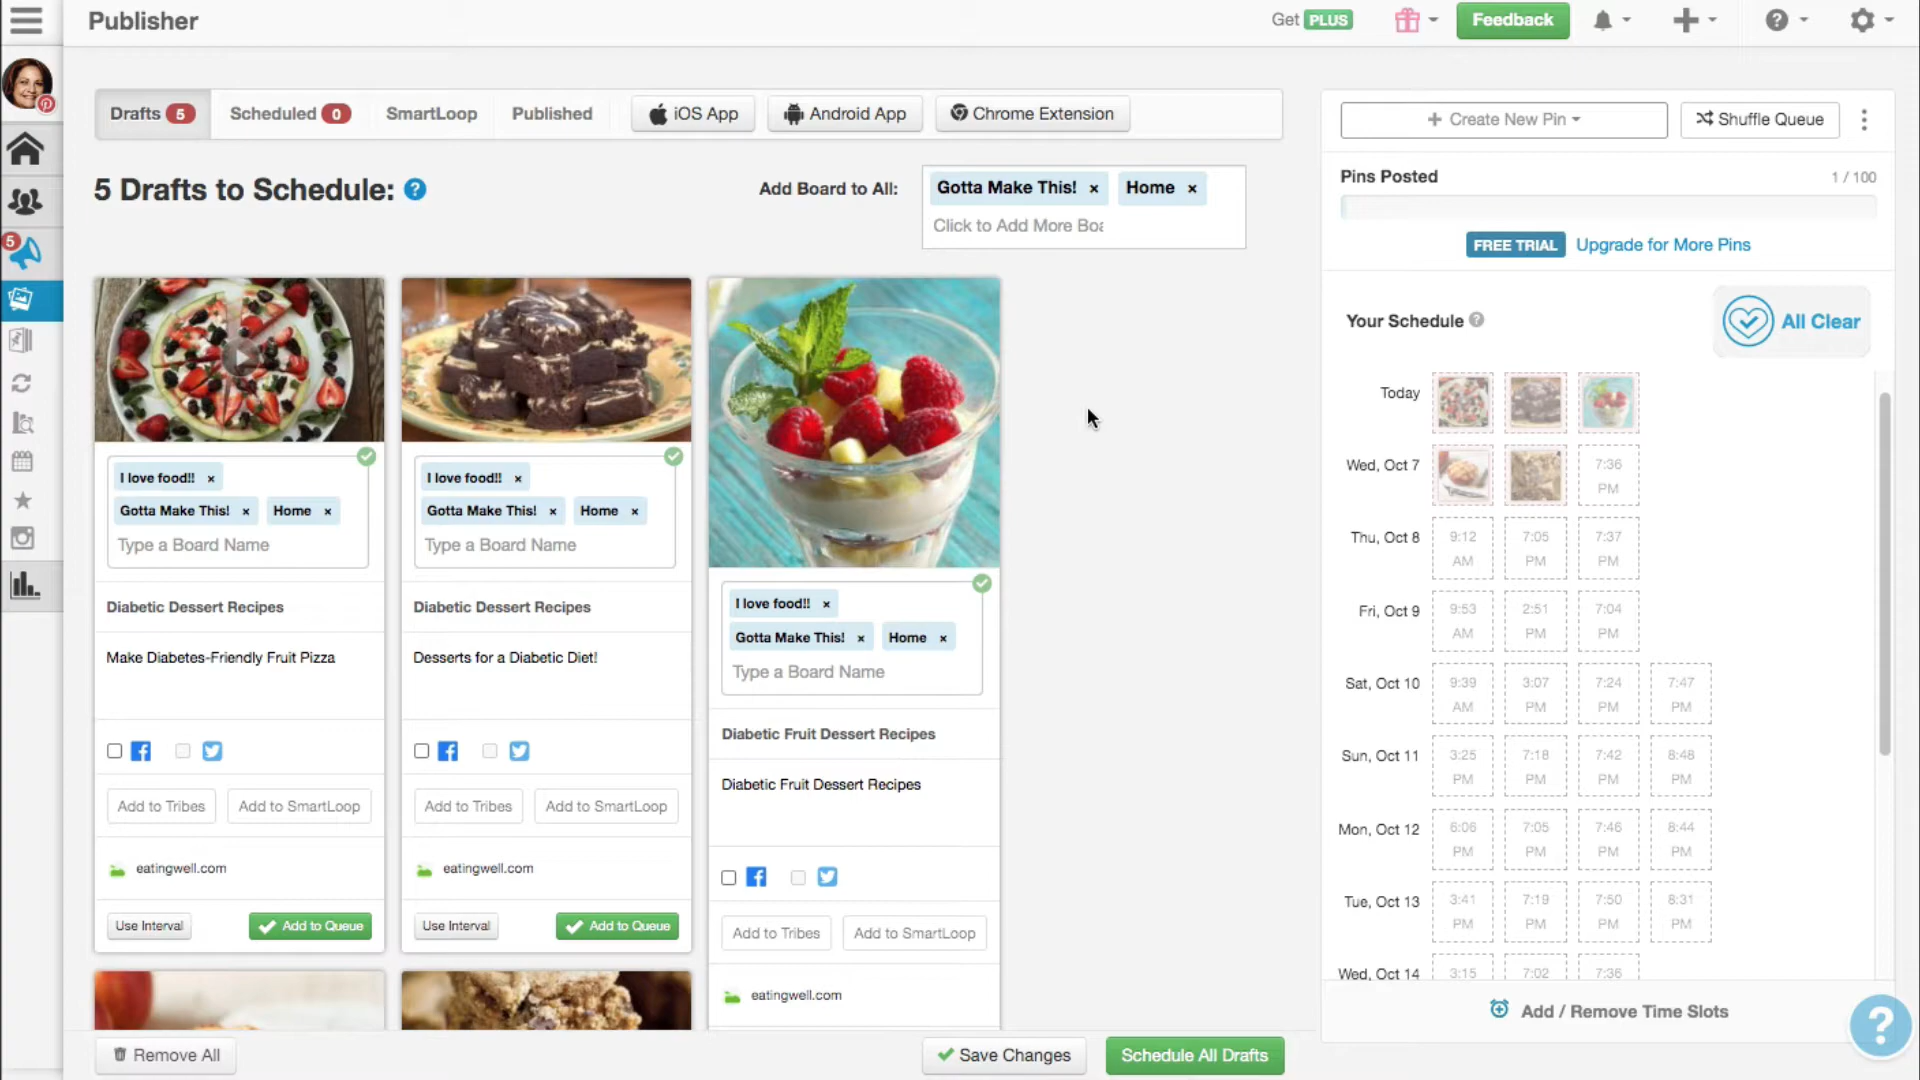 Publisher
Get PLUS
Feedback
Drafts 5
Scheduled 0
SmartLoop
Published
iOS App
Android App
Chrome Extension
5 Drafts to Schedule:
Add Board to All:
Gotta Make This! ×
Home ×
Click to Add More Boa
5
I love food!! ×
Gotta Make This! × Home ×
Type a Board Name
Diabetic Dessert Recipes
Make Diabetes-Friendly Fruit Pizza
Add to Tribes
Add to SmartLoop
eatingwell.com
Use Interval
Add to Queue
I love food!! ×
Gotta Make This! × Home ×
Type a Board Name
Diabetic Dessert Recipes
Desserts for a Diabetic Diet!
Add to Tribes
Add to SmartLoop
eatingwell.com
Use Interval
Add to Queue
I love food!! ×
Gotta Make This! × Home ×
Type a Board Name
Diabetic Fruit Dessert Recipes
Diabetic Fruit Dessert Recipes
Add to Tribes
Add to SmartLoop
eatingwell.com
Remove All
Save Changes
Schedule All Drafts
Create New Pin
Shuffle Queue
Pins Posted
1 / 100
FREE TRIAL
Upgrade for More Pins
Your Schedule
All Clear
Today
Wed, Oct 7
7:36 PM
Thu, Oct 8
9:12 AM
7:05 PM
7:37 PM
Fri, Oct 9
9:53 AM
2:51 PM
7:04 PM
Sat, Oct 10
9:39 AM
3:07 PM
7:24 PM
7:47 PM
Sun, Oct 11
3:25 PM
7:18 PM
7:42 PM
8:48 PM
Mon, Oct 12
6:06 PM
7:05 PM
7:46 PM
8:44 PM
Tue, Oct 13
3:41 PM
7:19 PM
7:50 PM
8:31 PM
Wed, Oct 14
3:15
7:02
7:36
Add / Remove Time Slots
?